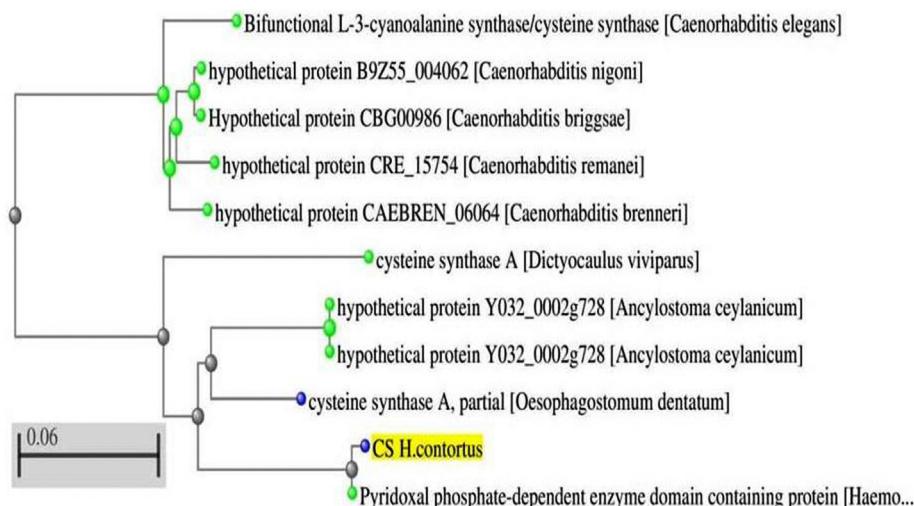 Bifunctional L-3-cyanoalanine synthase/cysteine synthase [Caenorhabditis elegans]
hypothetical protein B9Z55_004062 [Caenorhabditis nigoni]
Hypothetical protein CBG00986 [Caenorhabditis briggsae]
hypothetical protein CRE_15754 [Caenorhabditis remanei]
hypothetical protein CAEBREN_06064 [Caenorhabditis brenneri]
cysteine synthase A [Dictyocaulus viviparus]
hypothetical protein Y032_0002g728 [Ancylostoma ceylanicum]
hypothetical protein Y032_0002g728 [Ancylostoma ceylanicum]
cysteine synthase A, partial [Oesophagostomum dentatum]
0.06
CS H.contortus
Pyridoxal phosphate-dependent enzyme domain containing protein [Haemo...